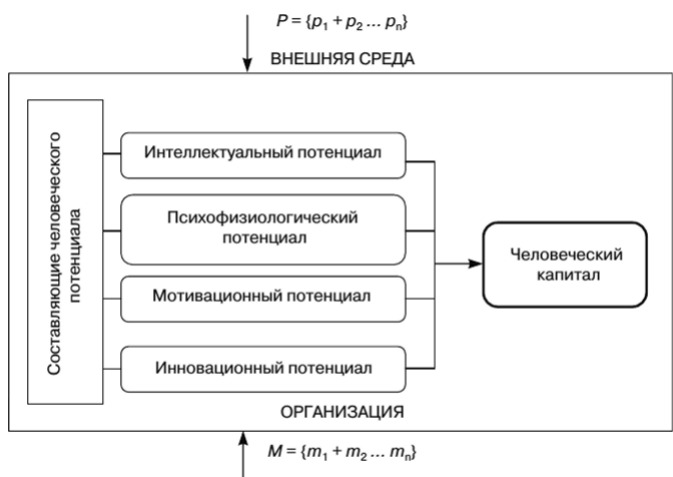 P = {p₁ + p₂ ... pₙ}
ВНЕШНЯЯ СРЕДА
Составляющие человеческого
потенциала
Интеллектуальный потенциал
Психофизиологический
потенциал
Мотивационный потенциал
Инновационный потенциал
Человеческий
капитал
ОРГАНИЗАЦИЯ
M = {m₁ + m₂ ... mₙ}